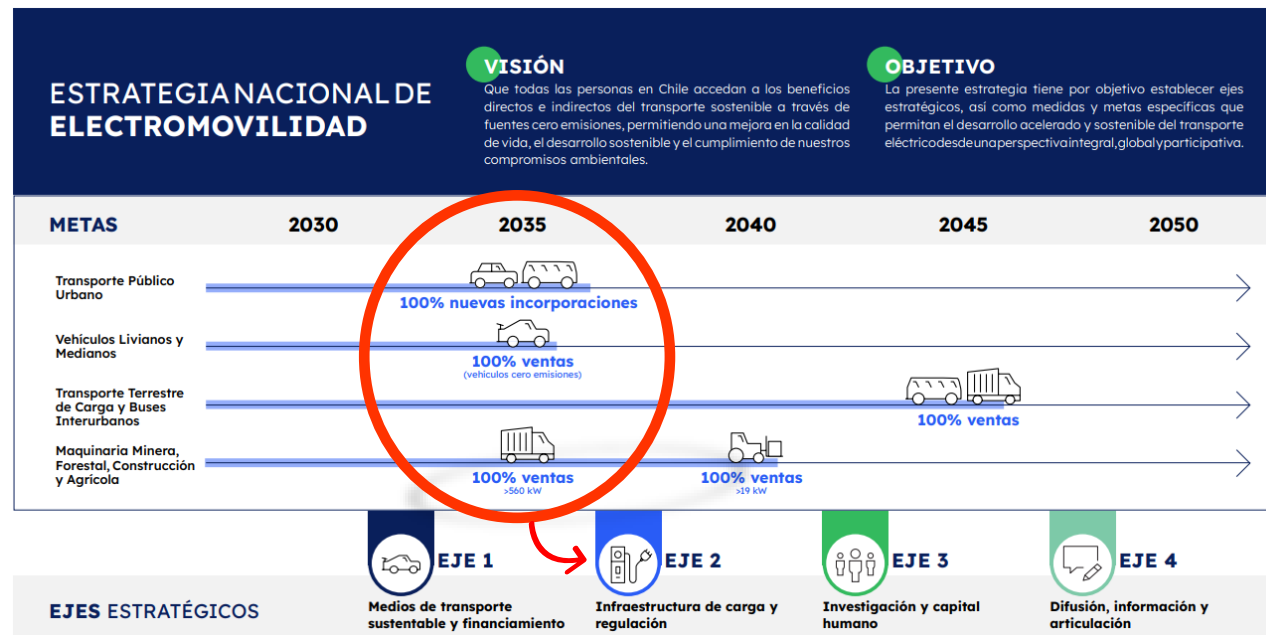 ESTRATEGIA NACIONAL DE
ELECTROMOVILIDAD
VISIÓN
Que todas las personas en Chile accedan a los beneficios
directos e indirectos del transporte sostenible a través de
fuentes cero emisiones, permitiendo una mejora en la calidad
de vida, el desarrollo sostenible y el cumplimiento de nuestros
compromisos ambientales.
OBJETIVO
La presente estrategia tiene por objetivo establecer ejes
estratégicos, así como medidas y metas específicas que
permitan el desarrollo acelerado y sostenible del transporte
eléctrico desde una perspectiva integral, global y participativa.
METAS 2030 2035 2040 2045 2050
Transporte Público
Urbano
100% nuevas incorporaciones
Vehículos Livianos y
Medianos
100% ventas
(vehiculos cero emisiones)
Transporte Terrestre
de Carga y Buses
Interurbanos
100% ventas
Maquinaria Minera,
Forestal, Construcción
y Agrícola
100% ventas
>560 kW
100% ventas
>19 kW
EJES ESTRATÉGICOS
EJE 1
Medios de transporte
sustentable y financiamiento
EJE 2
Infraestructura de carga y
regulación
EJE 3
Investigación y capital
humano
EJE 4
Difusión, información y
articulación